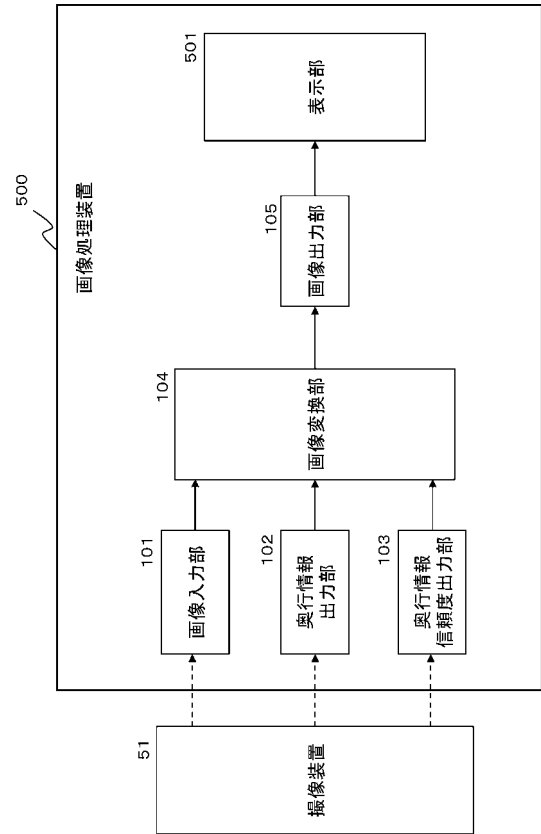 500
画像処理装置
51
撮像装置
101
画像入力部
102
奥行情報
出力部
103
奥行情報
信頼度出力部
104
画像変換部
105
画像出力部
501
表示部